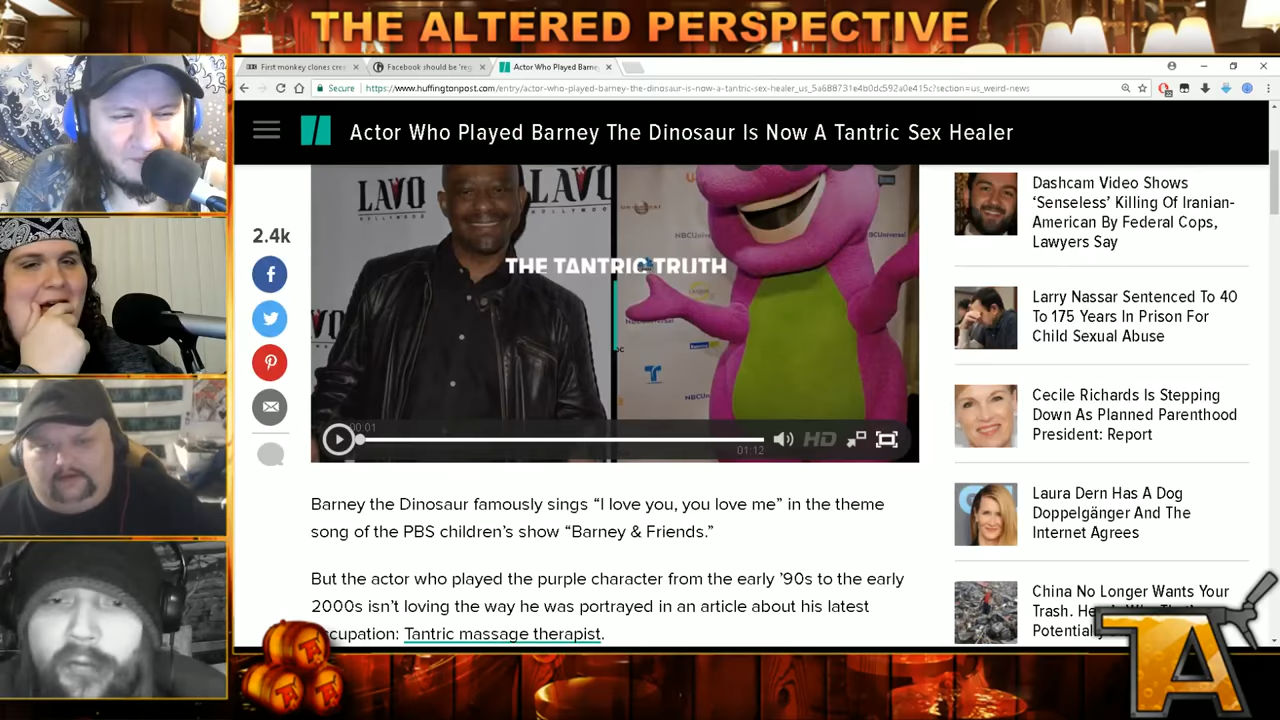 THE ALTERED PERSPECTIVE
First monkey clones cre
Facebook should be 'reg
Actor Who Played Barne
Secure
https://www.huffingtonpost.com/entry/actor-who-played-barney-the-dinosaur-is-now-a-tantric-sex-healer_us_5a688731e4b0dc592a0e415c?section=us_weird-news
Actor Who Played Barney The Dinosaur Is Now A Tantric Sex Healer
2.4k
LAVO
HOLLYWOOD
LAVO
HOLLYWOOD
NBCUniversal
THE TANTRIC TRUTH
00:01
01:12
HD
Barney the Dinosaur famously sings “I love you, you love me” in the theme
song of the PBS children’s show “Barney & Friends.”
But the actor who played the purple character from the early ’90s to the early
2000s isn’t loving the way he was portrayed in an article about his latest
Tantric massage therapist.
Dashcam Video Shows
‘Senseless’ Killing Of Iranian-
American By Federal Cops,
Lawyers Say
Larry Nassar Sentenced To 40
To 175 Years In Prison For
Child Sexual Abuse
Cecile Richards Is Stepping
Down As Planned Parenthood
President: Report
Laura Dern Has A Dog
Doppelgänger And The
Internet Agrees
China No Longer Wants Your
Trash.
Potentially
TA